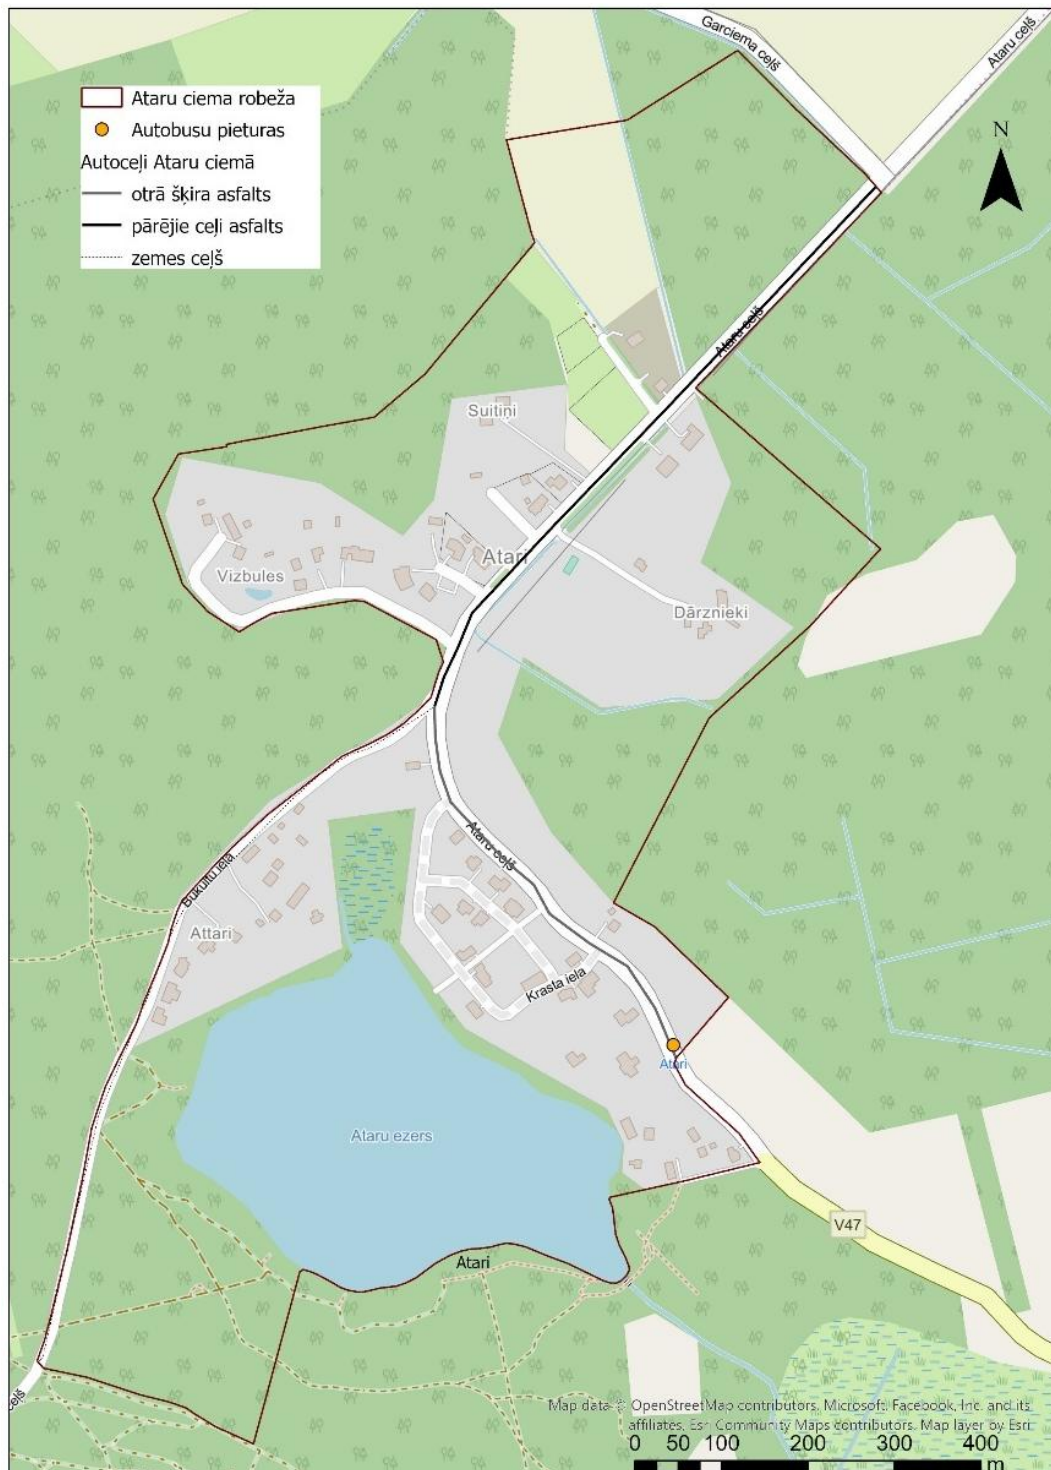 Garciema ceļš
Ataru ceļš
Ataru ciema robeža
Autobusu pieturas
Autoceļi Ataru ciemā
otrā šķira asfalts
pārējie ceļi asfalts
zemes ceļš
N
Ataru ceļš
Suitiņi
Atari
Vizbules
Dārznieki
Ataru ceļš
Bukultu iela
Attari
Krasta iela
Atari
Ataru ezers
V47
Atari
ceļš
Map data © OpenStreetMap contributors, Microsoft, Facebook, Inc. and its
affiliates, Esri Community Maps contributors, Map layer by Esri
0 50 100 200 300 400
m